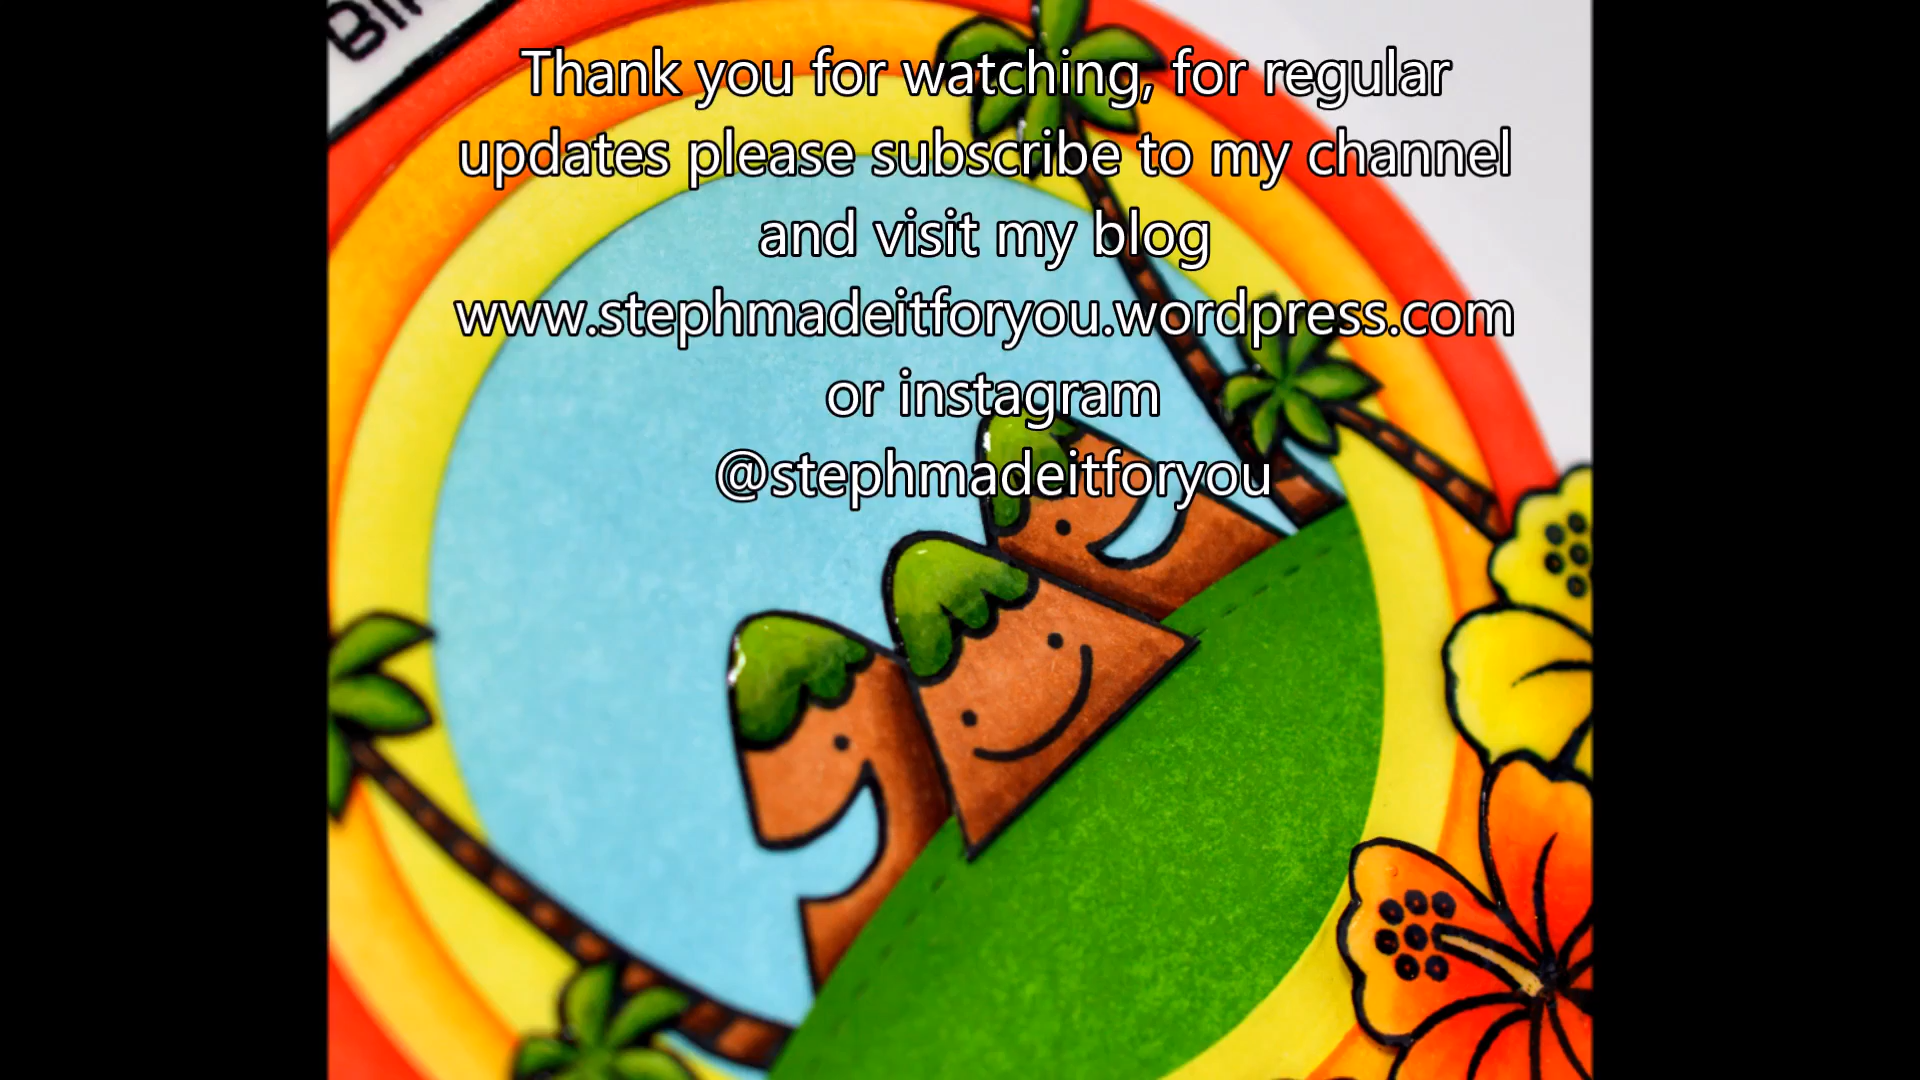 Thank you for watching, for regular
updates please subscribe to my channel
and visit my blog
www.stephmadeitforyou.wordpress.com
or instagram
@stephmadeitforyou